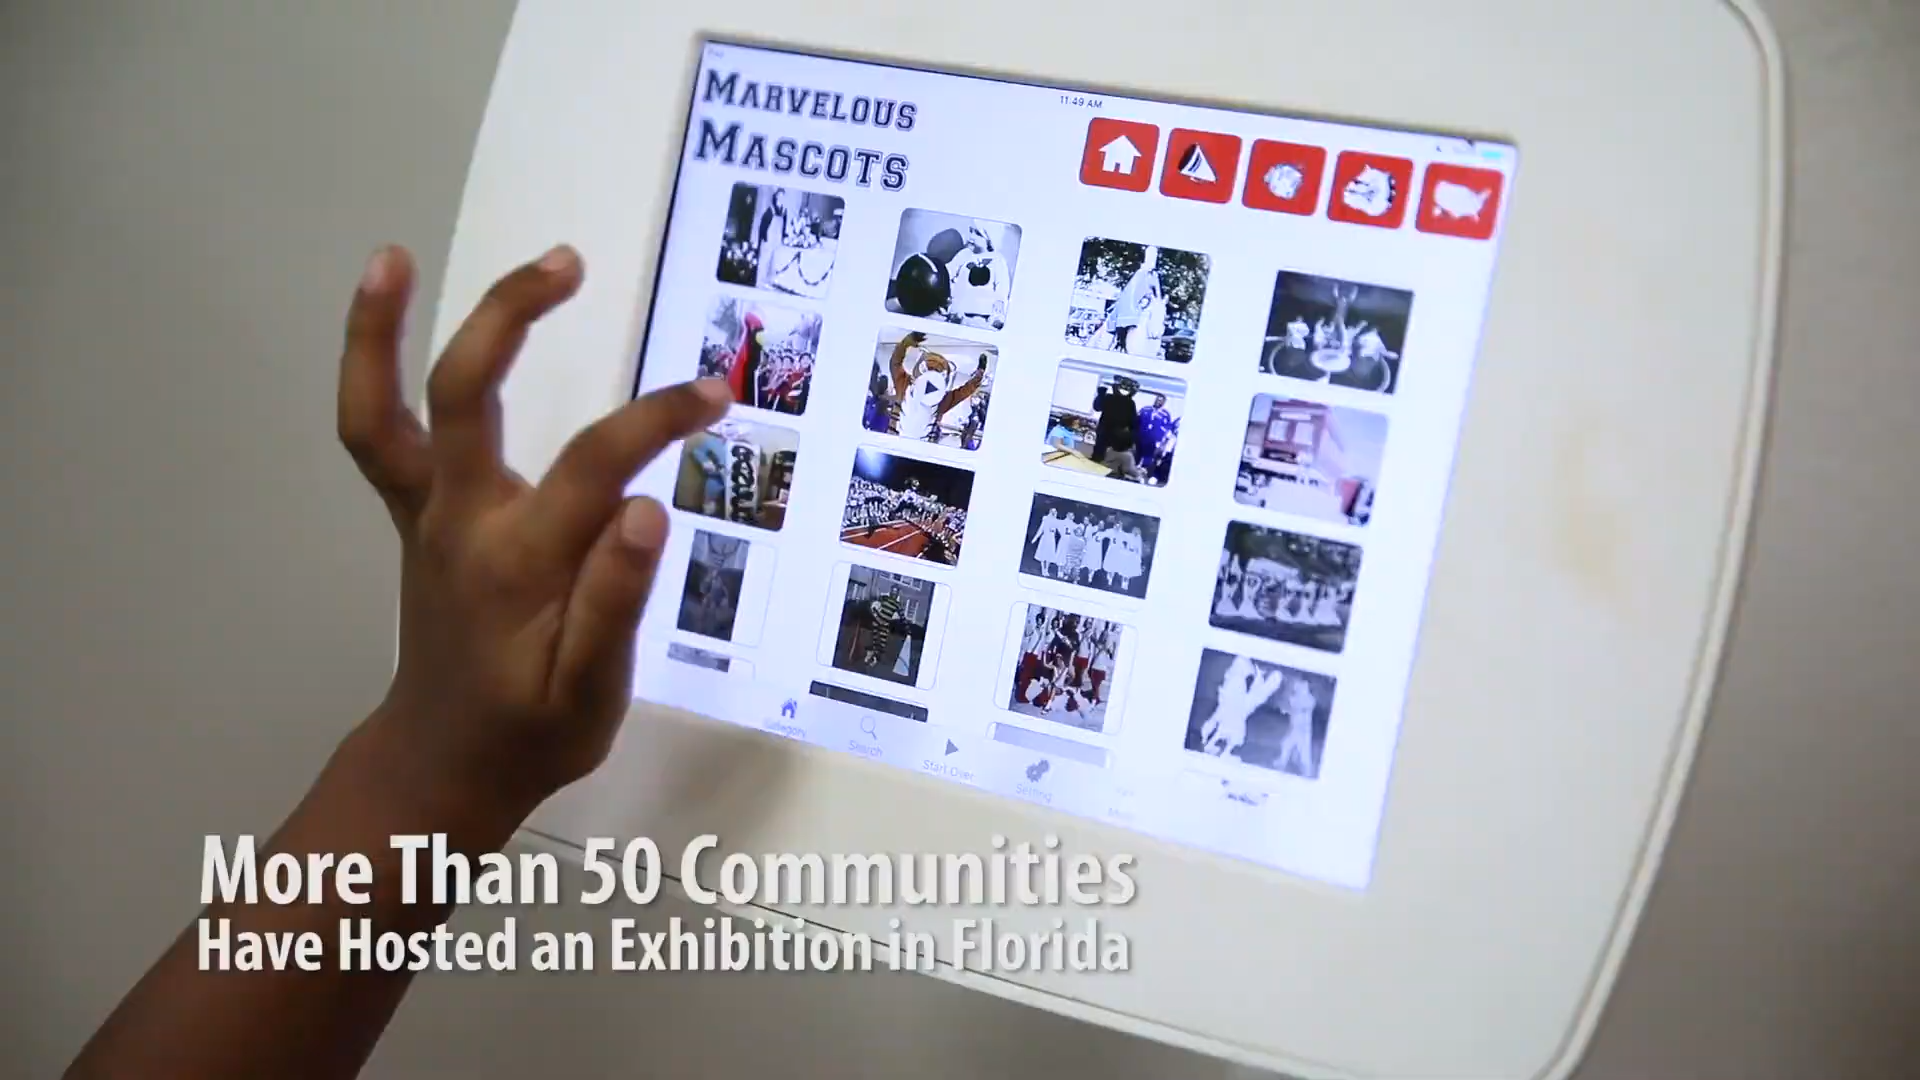 iPad
11:49 AM
MARVELOUS
MASCOTS
Category
Search
Start Over
Setting
More Than 50 Communities
Have Hosted an Exhibition in Florida